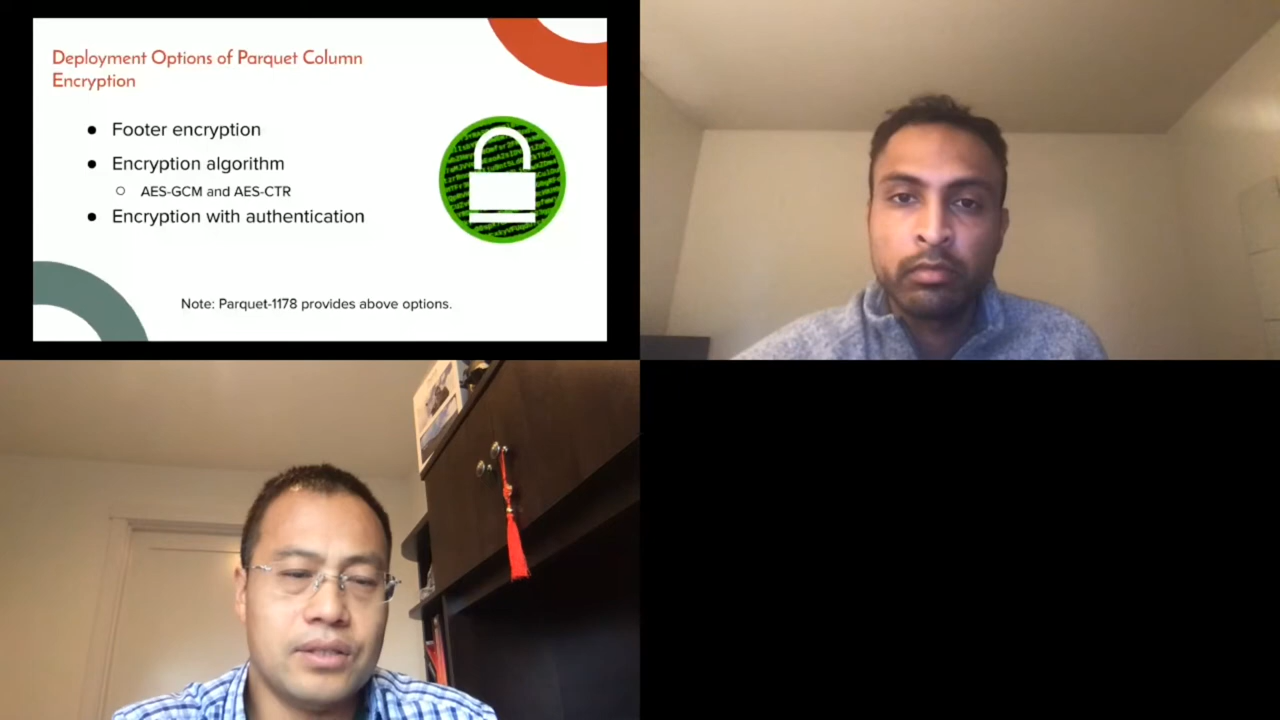 Deployment Options of Parquet Column
Encryption
● Footer encryption
● Encryption algorithm
○ AES-GCM and AES-CTR
● Encryption with authentication
Note: Parquet-1178 provides above options.